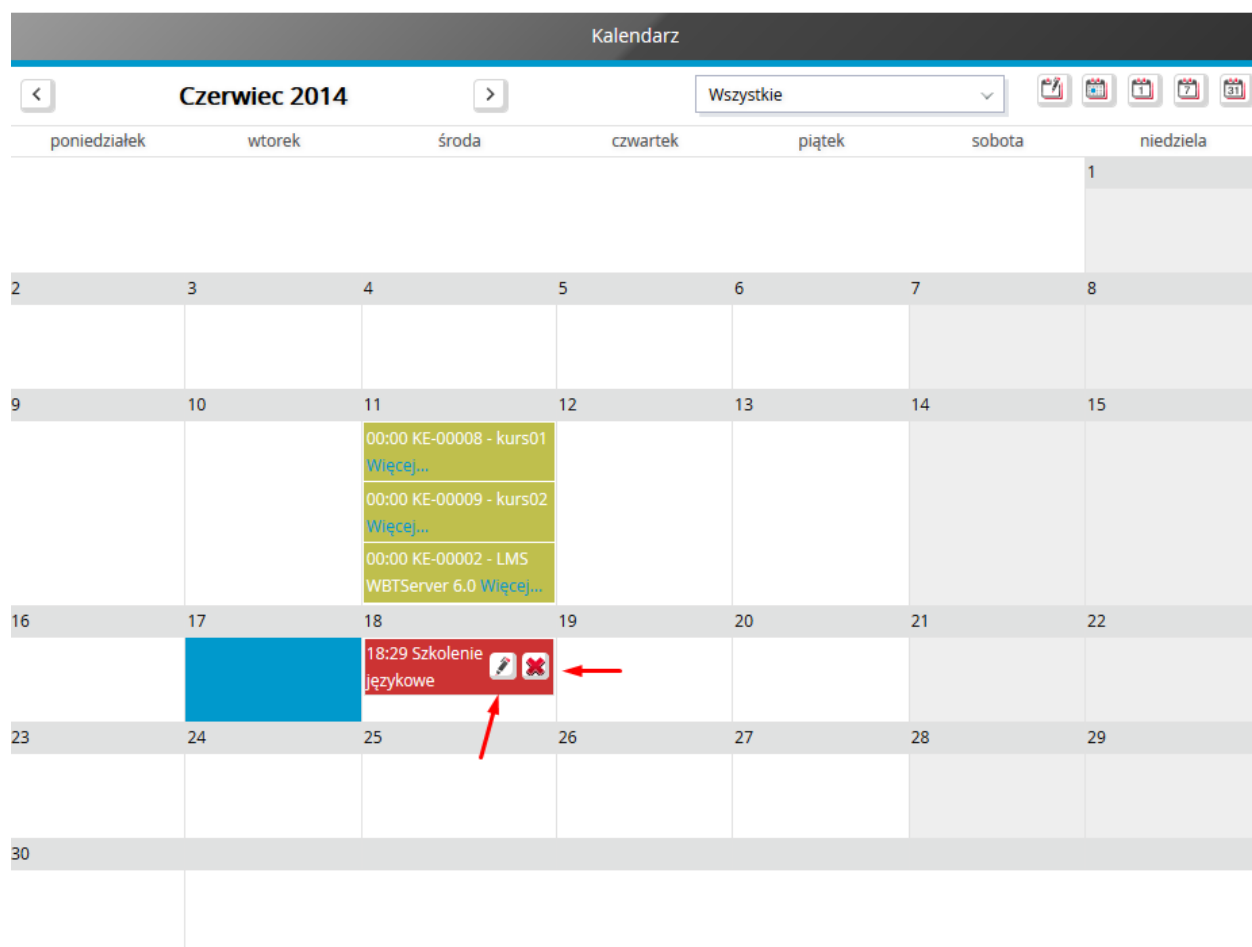 Kalendarz
Czerwiec 2014
Wszystkie
1
7
31
poniedziałek wtorek środa czwartek piątek sobota niedziela
1
2 3 4 5 6 7 8
9 10 11 12 13 14 15
00:00 KE-00008 - kurs01
Więcej...
00:00 KE-00009 - kurs02
Więcej...
00:00 KE-00002 - LMS
WBTServer 6.0 Więcej...
16 17 18 19 20 21 22
18:29 Szkolenie
językowe
23 24 25 26 27 28 29
30